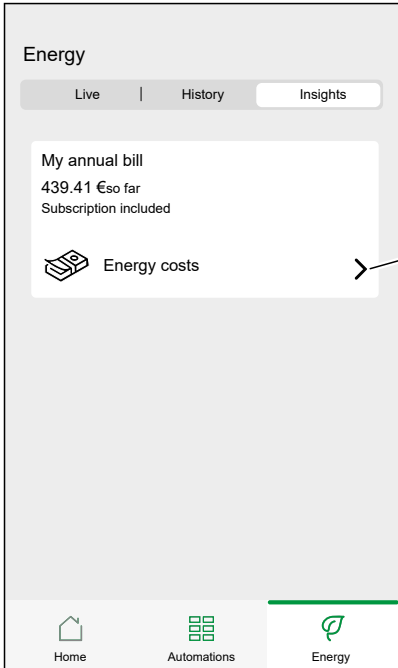 Energy
Live | History Insights
My annual bill
439.41 €so far
Subscription included
Energy costs
Home Automations Energy